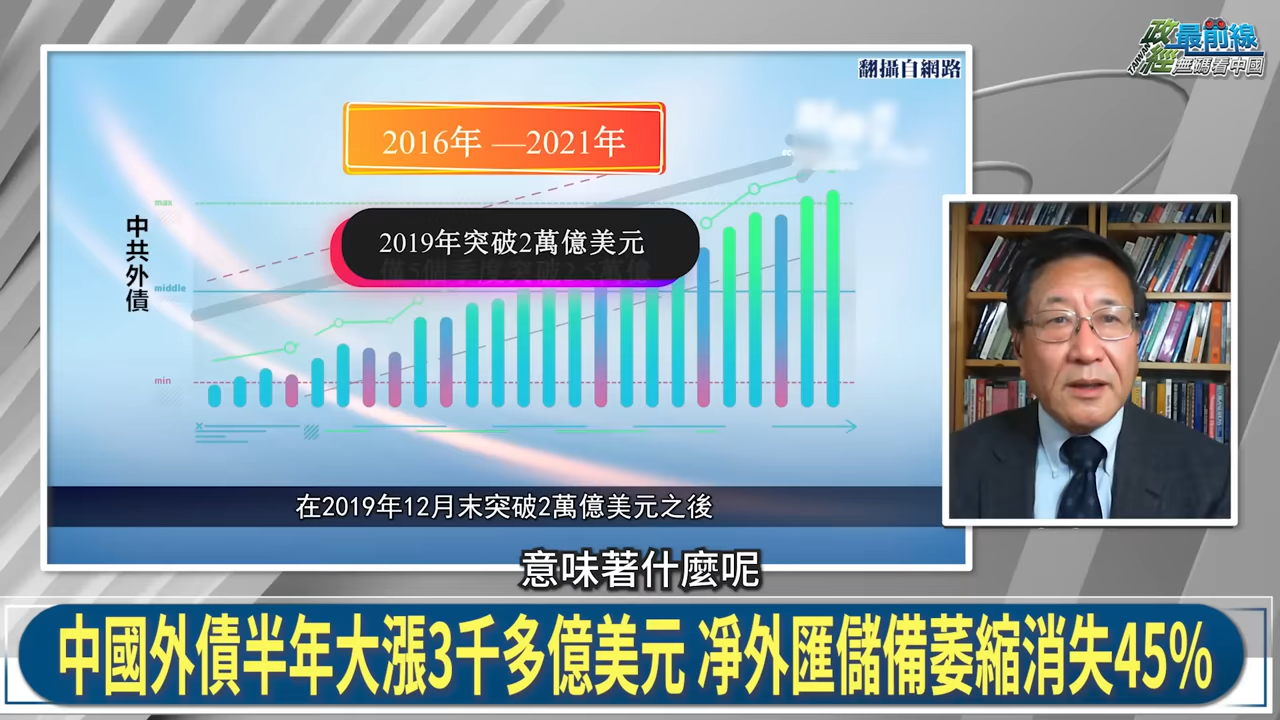 政經最前線
TAIWAN
無碼看中國
翻攝自網路
2016年 —2021年
max
中共外債
2019年突破2萬億美元
middle
min
在2019年12月末突破2萬億美元之後
意味著什麼呢
中國外債半年大漲3千多億美元 凈外匯儲備萎縮消失45%